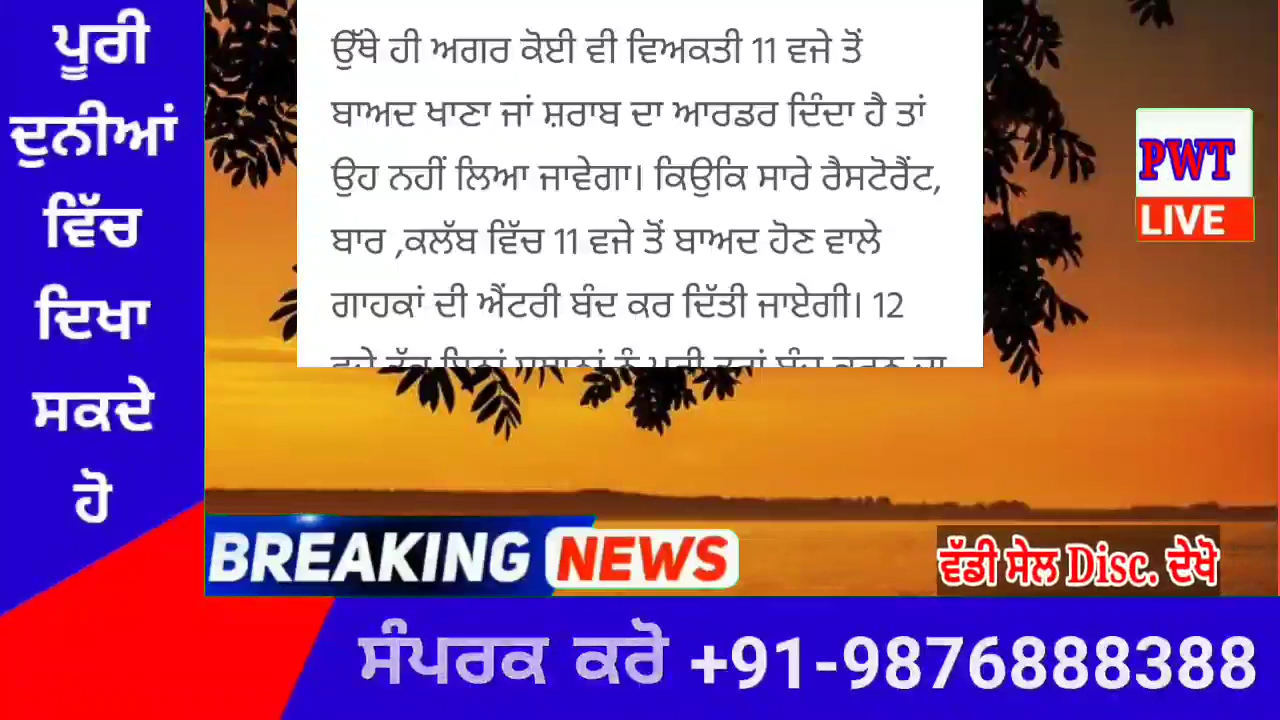 ਪੂਰੀ
ਦੁਨੀਆਂ
ਵਿੱਚ
ਦਿਖਾ
ਸਕਦੇ
ਹੋ
ਉੱਥੇ ਹੀ ਅਗਰ ਕੋਈ ਵੀ ਵਿਅਕਤੀ 11 ਵਜੇ ਤੋਂ
ਬਾਅਦ ਖਾਣਾ ਜਾਂ ਸ਼ਰਾਬ ਦਾ ਆਰਡਰ ਦਿੰਦਾ ਹੈ ਤਾਂ
ਉਹ ਨਹੀਂ ਲਿਆ ਜਾਵੇਗਾ। ਕਿਉਕਿ ਸਾਰੇ ਰੈਸਟੋਰੈਂਟ,
ਬਾਰ ,ਕਲੱਬ ਵਿੱਚ 11 ਵਜੇ ਤੋਂ ਬਾਅਦ ਹੋਣ ਵਾਲੇ
ਗਾਹਕਾਂ ਦੀ ਐਂਟਰੀ ਬੰਦ ਕਰ ਦਿੱਤੀ ਜਾਏਗੀ। 12
PWT
LIVE
BREAKING NEWS
ਵੱਡੀ ਸੇਲ Disc. ਦੇਖੋ
ਸੰਪਰਕ ਕਰੋ +91-9876888388